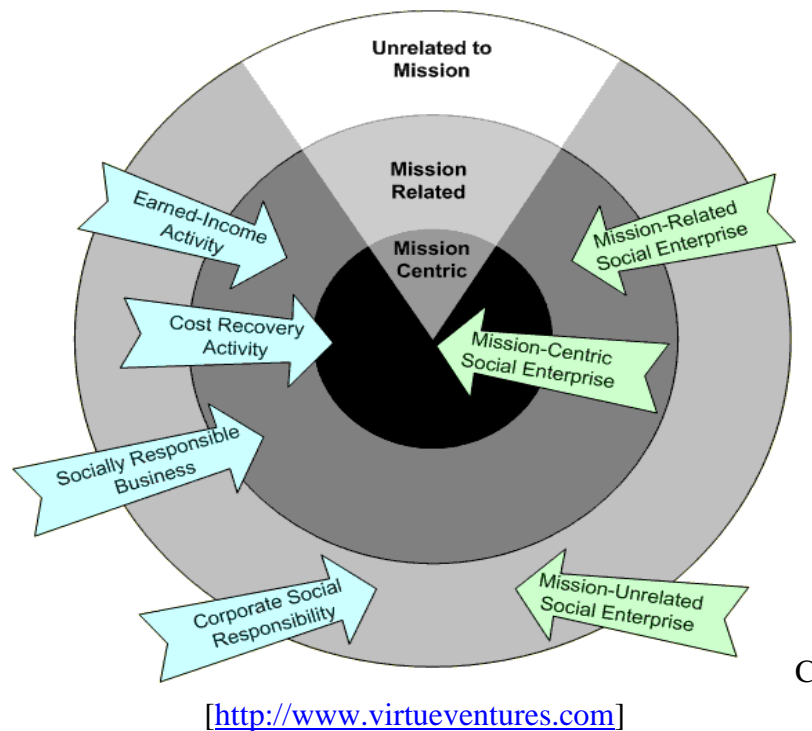 Unrelated to
Mission
Mission
Related
Mission
Centric
Earned-Income
Activity
Mission-Related
Social Enterprise
Cost Recovery
Activity
Mission-Centric
Social Enterprise
Socially Responsible
Business
Corporate Social
Responsibility
Mission-Unrelated
Social Enterprise
C
[http://www.virtueventures.com]